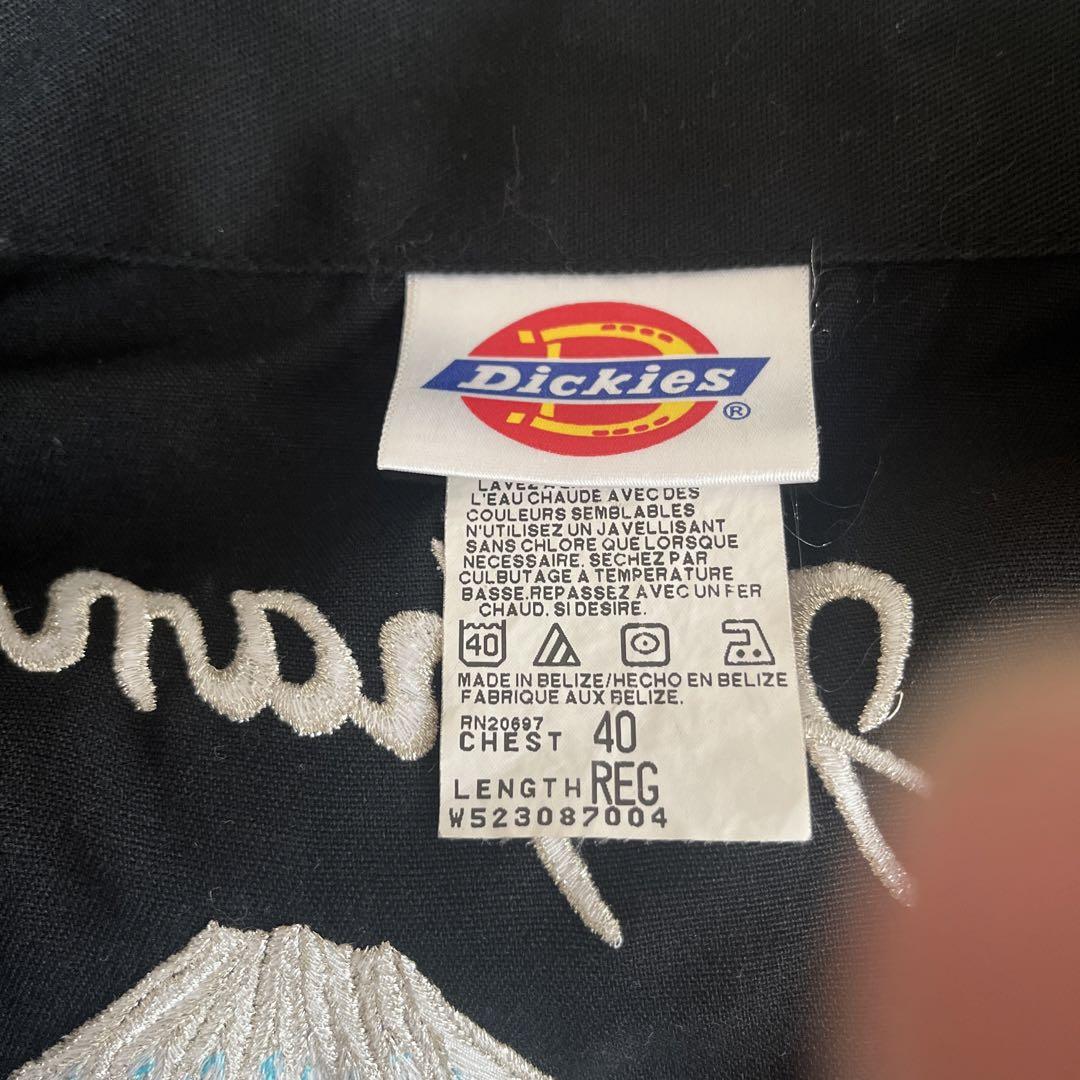 Dickies®
L'EAU CHAUDE AVEC DES
COULEURS SEMBLABLES
N'UTILISEZ UN JAVELLISANT
SANS CHLORE QUE LORSQUE
NECESSAIRE. SECHEZ PAR
CULBUTAGE A TEMPERATURE
BASSE.REPASSEZ AVEC UN FER
CHAUD. SI DESIRE.
40
MADE IN BELIZE/HECHO EN BELIZE
FABRIQUE AUX BELIZE.
RN20697
CHEST 40
LENGTH REG
W523087004